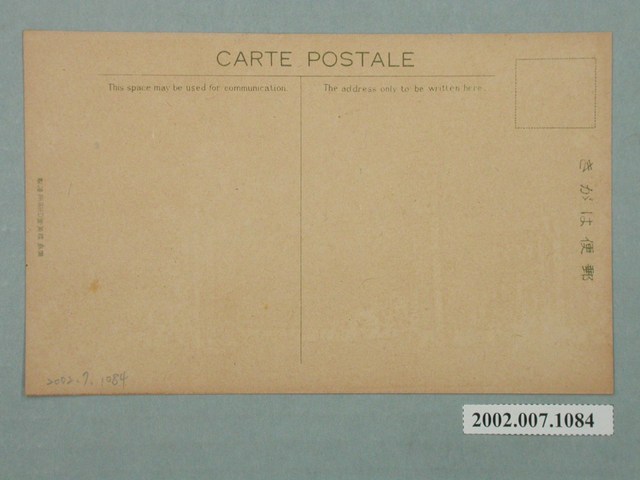 CARTE POSTALE
This space may be used for communication.
The address only to be written here.
きがは便郵
2002.7.1084
2002.007.1084